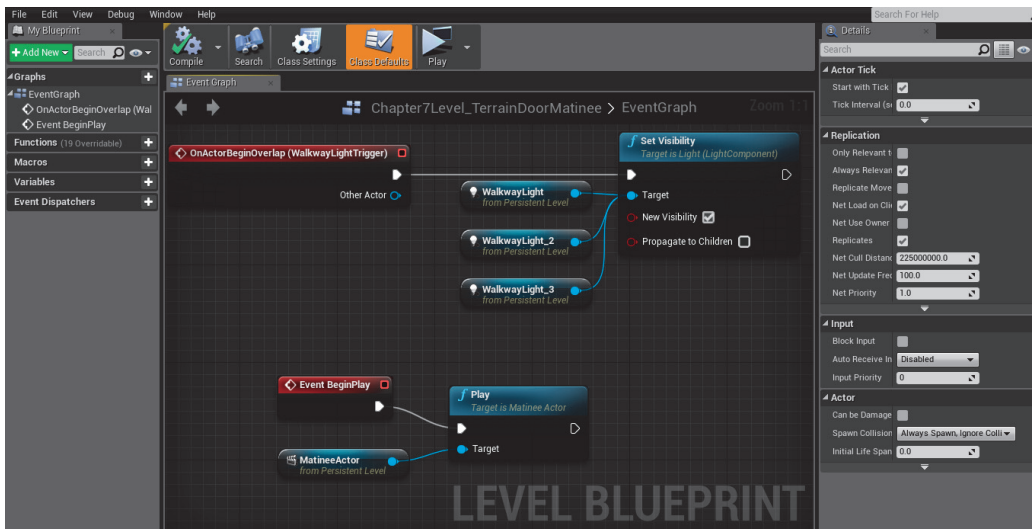 File Edit View Debug Window Help
Search For Help
My Blueprint
+ Add New Search
Graphs
EventGraph
OnActorBeginOverlap (Wal
Event BeginPlay
Functions (19 Overridable)
Macros
Variables
Event Dispatchers
Compile Search Class Settings Class Defaults Play
Event Graph
Chapter7Level_TerrainDoorMatinee > EventGraph Zoom 1:1
OnActorBeginOverlap (WalkwayLightTrigger)
Other Actor
WalkwayLight
from Persistent Level
WalkwayLight_2
from Persistent Level
WalkwayLight_3
from Persistent Level
f Set Visibility
Target is Light (LightComponent)
Target
New Visibility
Propagate to Children
Event BeginPlay
f Play
Target is Matinee Actor
Target
MatineeActor
from Persistent Level
LEVEL BLUEPRINT
Details
Search
Actor Tick
Start with Tick
Tick Interval (se 0.0
Replication
Only Relevant t
Always Relevan
Replicate Move
Net Load on Clie
Net Use Owner
Replicates
Net Cull Distanc 225000000.0
Net Update Fred 100.0
Net Priority 1.0
Input
Block Input
Auto Receive In Disabled
Input Priority 0
Actor
Can be Damage
Spawn Collision Always Spawn, Ignore Colli
Initial Life Span 0.0